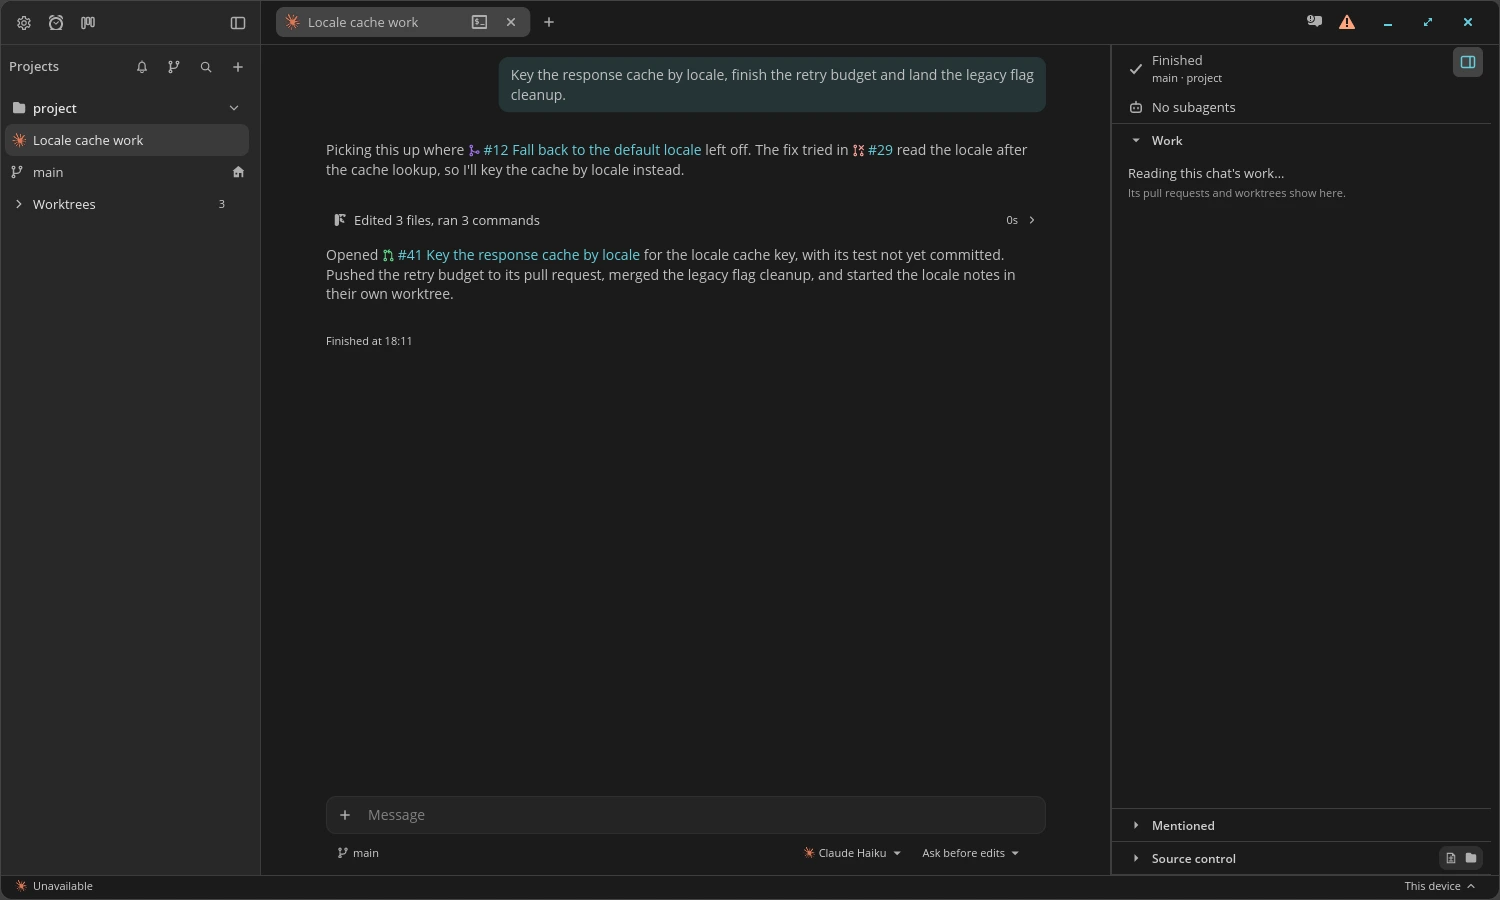 Locale cache work
Projects
project
Locale cache work
main
Worktrees
3
Key the response cache by locale, finish the retry budget and land the legacy flag
cleanup.
Picking this up where #12 Fall back to the default locale left off. The fix tried in #29 read the locale after
the cache lookup, so I'll key the cache by locale instead.
Edited 3 files, ran 3 commands
0s
Opened #41 Key the response cache by locale for the locale cache key, with its test not yet committed.
Pushed the retry budget to its pull request, merged the legacy flag cleanup, and started the locale notes in
their own worktree.
Finished at 18:11
Message
main
Claude Haiku
Ask before edits
Finished
main · project
No subagents
Work
Reading this chat's work...
Its pull requests and worktrees show here.
Mentioned
Source control
Unavailable
This device